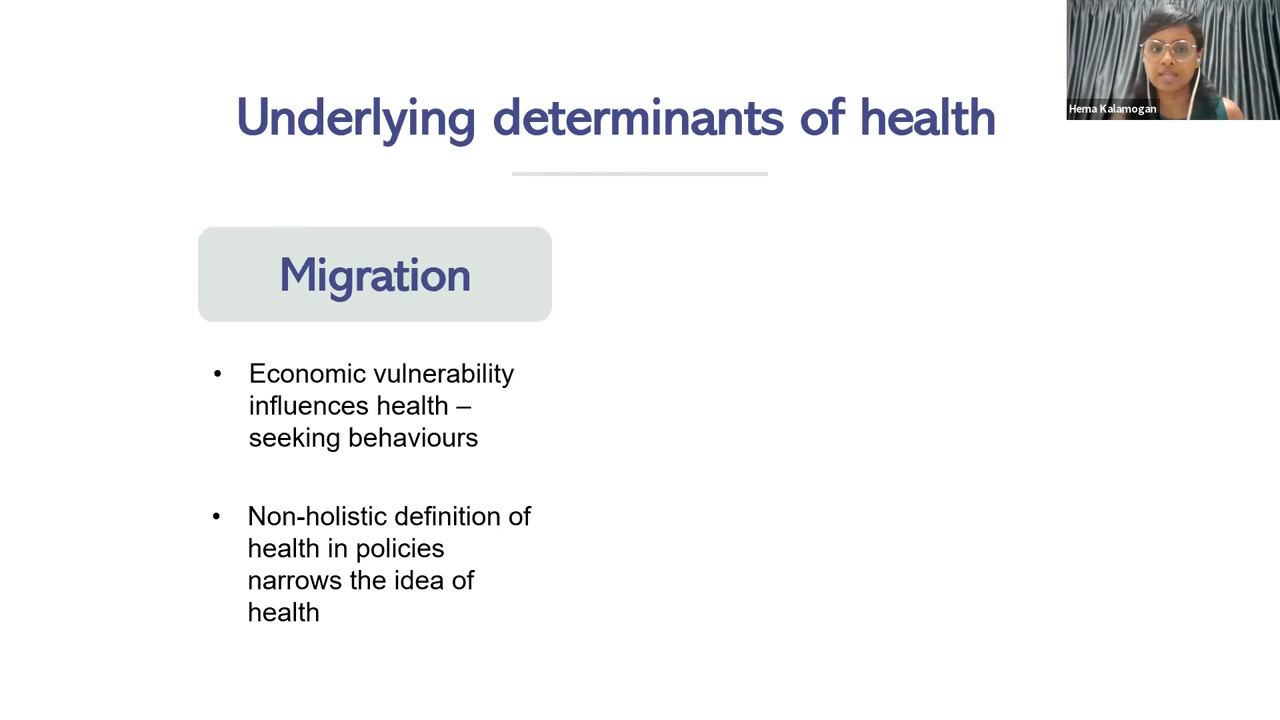 Underlying determinants of health
Hema Kalamogan
Migration
• Economic vulnerability
influences health –
seeking behaviours
• Non-holistic definition of
health in policies
narrows the idea of
health